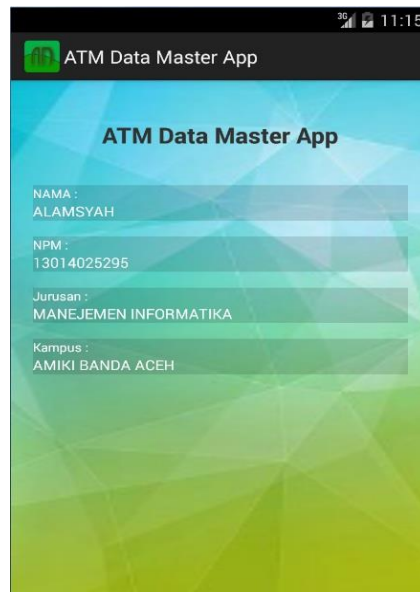 3G 11:15
ATM Data Master App
ATM Data Master App
NAMA :
ALAMSYAH
NPM :
13014025295
Jurusan :
MANEJEMEN INFORMATIKA
Kampus :
AMIKI BANDA ACEH